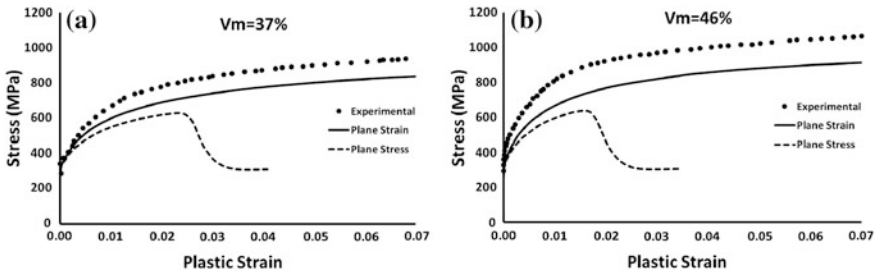 (a)
Vm=37%
Stress (MPa)
1200
1000
800
600
400
200
0
0.00 0.01 0.02 0.03 0.04 0.05 0.06 0.07
Plastic Strain
Experimental
Plane Strain
Plane Stress
(b)
Vm=46%
Stress (MPa)
1200
1000
800
600
400
200
0
0.00 0.01 0.02 0.03 0.04 0.05 0.06 0.07
Plastic Strain
Experimental
Plane Strain
Plane Stress